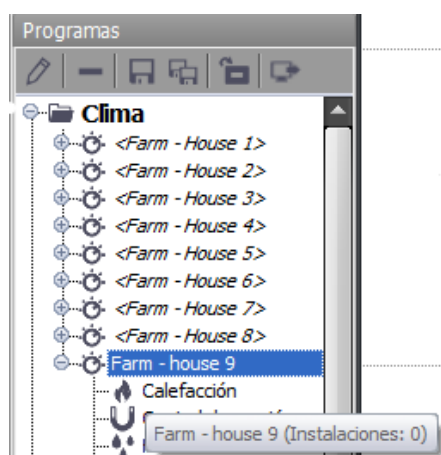 Programas
Clima
<Farm - House 1>
<Farm - House 2>
<Farm - House 3>
<Farm - House 4>
<Farm - House 5>
<Farm - House 6>
<Farm - House 7>
<Farm - House 8>
Farm - house 9
Calefacción
Farm - house 9 (Instalaciones: 0)